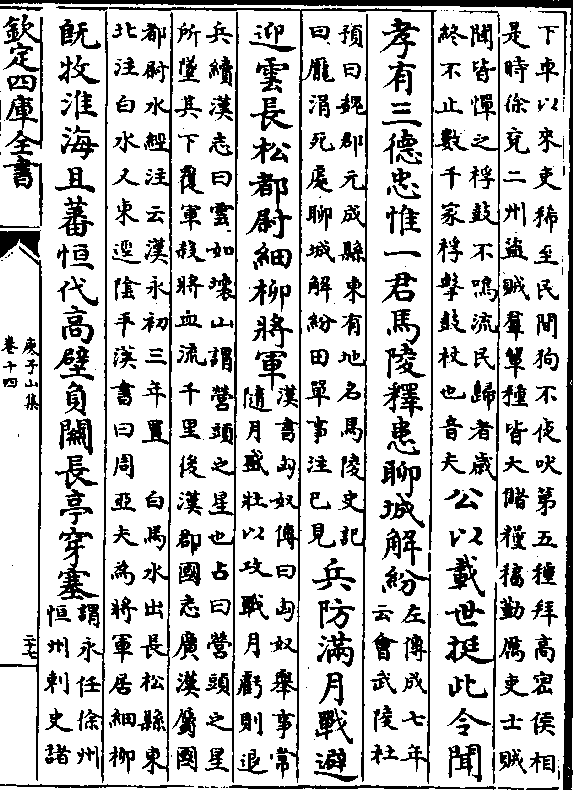 下車以來吏稀至民間狗不夜吠第五種拜高密侯相
是時徐兖二州盜賊羣輩種皆大賭糧穡勤厲吏士賊
聞皆憚之桴鼓不鳴流民歸者歲
終不止數千家桴擊鼓杖也音夫
公以載世挺此令聞
孝有三德忠惟一君馬陵釋患聊城解紛
左傳成七年
云會武陵杜
預曰魏郡元成縣東有地名馬陵史記
曰龎涓死處聊城解紛田單事注已見
兵防滿月戰避
迎雲長松都尉細柳將軍
漢書匈奴傳曰匈奴舉事常
隨月盛壯以攻戰月虧則退
兵續漢志曰雲如壞山謂營頭之星也占曰營頭之星
所墜其下覆軍殺將血流千里後漢郡國志廣漢屬國
都尉水經注云漢永初三年置 白馬水出長松縣東
北注白水又東逕陰平漢書曰周亞夫為將軍居細柳
旣牧淮海且蕃恒代高壁負關長亭穿塞
謂永任徐州
恒州刺史諸
欽定四庫全書
庾子山集
卷十四
二十七